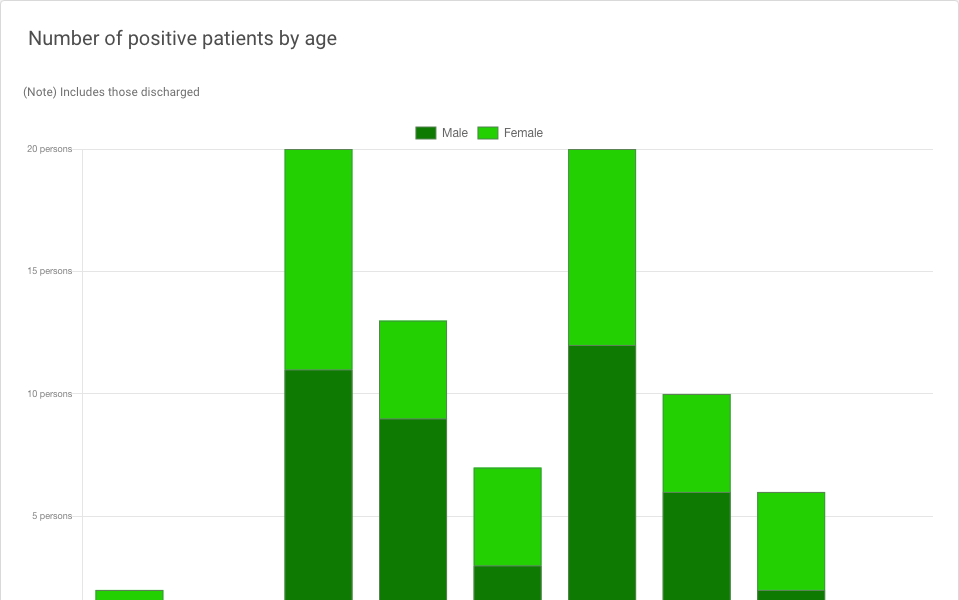 Number of positive patients by age
(Note) Includes those discharged
Male Female
20 persons
15 persons
10 persons
5 persons